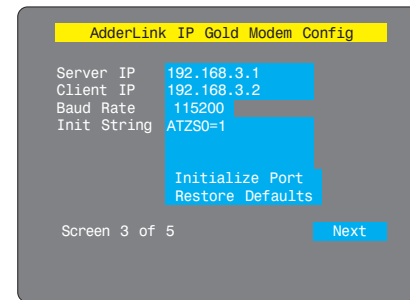 AdderLink IP Gold Modem Config
Server IP 192.168.3.1
Client IP 192.168.3.2
Baud Rate 115200
Init String ATZS0=1
Initialize Port
Restore Defaults
Screen 3 of 5 Next